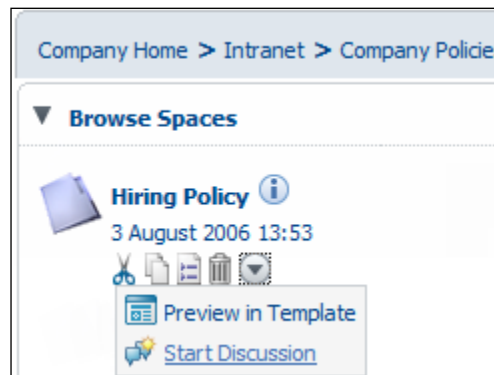 Company Home > Intranet > Company Policie
Browse Spaces
Hiring Policy
3 August 2006 13:53
Preview in Template
Start Discussion